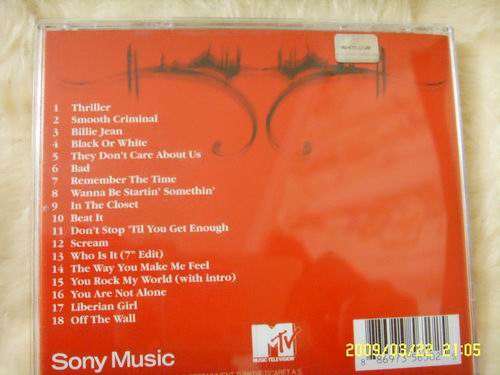 1 Thriller
2 Smooth Criminal
3 Billie Jean
4 Black Or White
5 They Don't Care About Us
6 Bad
7 Remember The Time
8 Wanna Be Startin' Somethin'
9 In The Closet
10 Beat It
11 Don't Stop 'Til You Get Enough
12 Scream
13 Who Is It (7" Edit)
14 The Way You Make Me Feel
15 You Rock My World (with intro)
16 You Are Not Alone
17 Liberian Girl
18 Off The Wall
Sony Music
MTV
MUSIC TELEVISION
2009/03/22 21:05